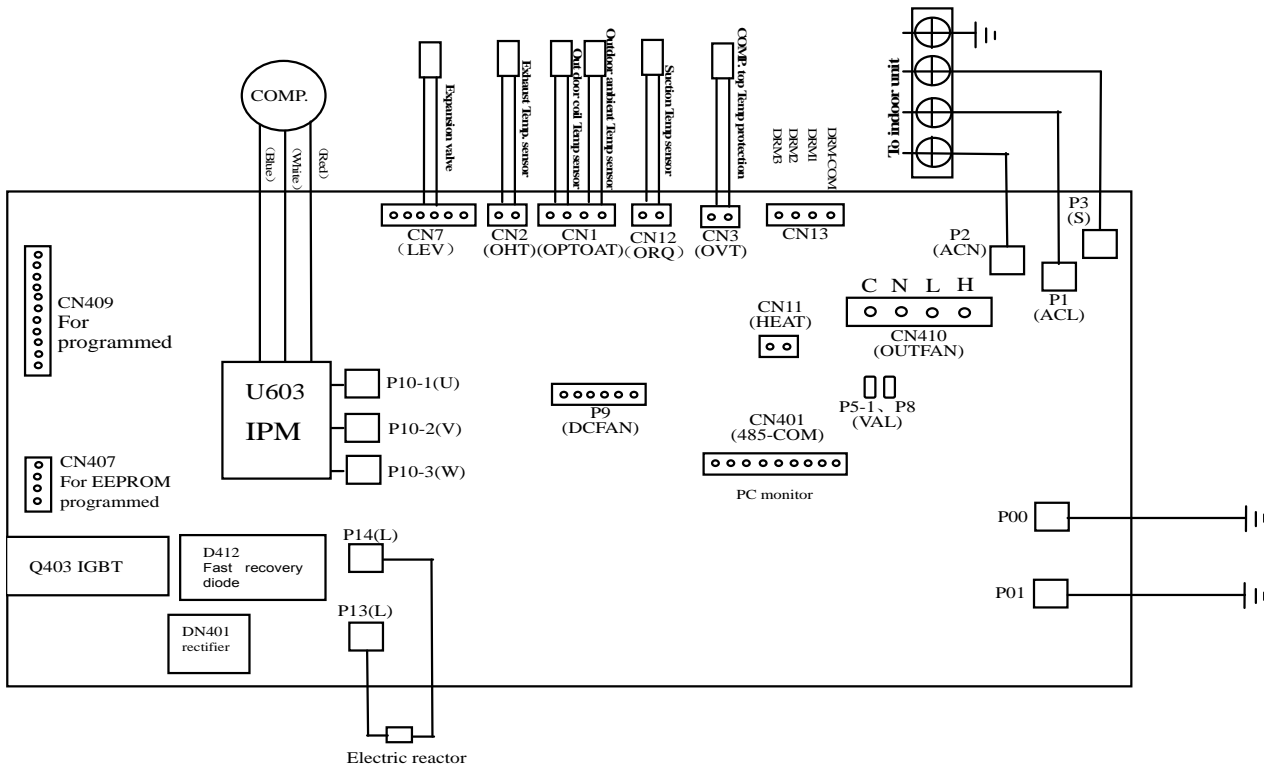 COMP.
(Blue)
(White)
(Red)
Expansion valve
Exhaust Temp. sensor
Out door coil Temp sensor
Outdoor ambient Temp sensor
Suction Temp sensor
COMP. top Temp protection
DRM3
DRM2
DRM1
DRM-COM
To indoor unit
CN7
(LEV)
CN2
(OHT)
CN1
(OPTOAT)
CN12
(ORQ)
CN3
(OVT)
CN13
P2
(ACN)
P3
(S)
P1
(ACL)
CN409
For
programmed
U603
IPM
P10-1(U)
P10-2(V)
P10-3(W)
P9
(DCFAN)
CN11
(HEAT)
C N L H
CN410
(OUTFAN)
P5-1、P8
(VAL)
CN401
(485-COM)
PC monitor
CN407
For EEPROM
programmed
Q403 IGBT
D412
Fast recovery
diode
DN401
rectifier
P14(L)
P13(L)
P00
P01
Electric reactor